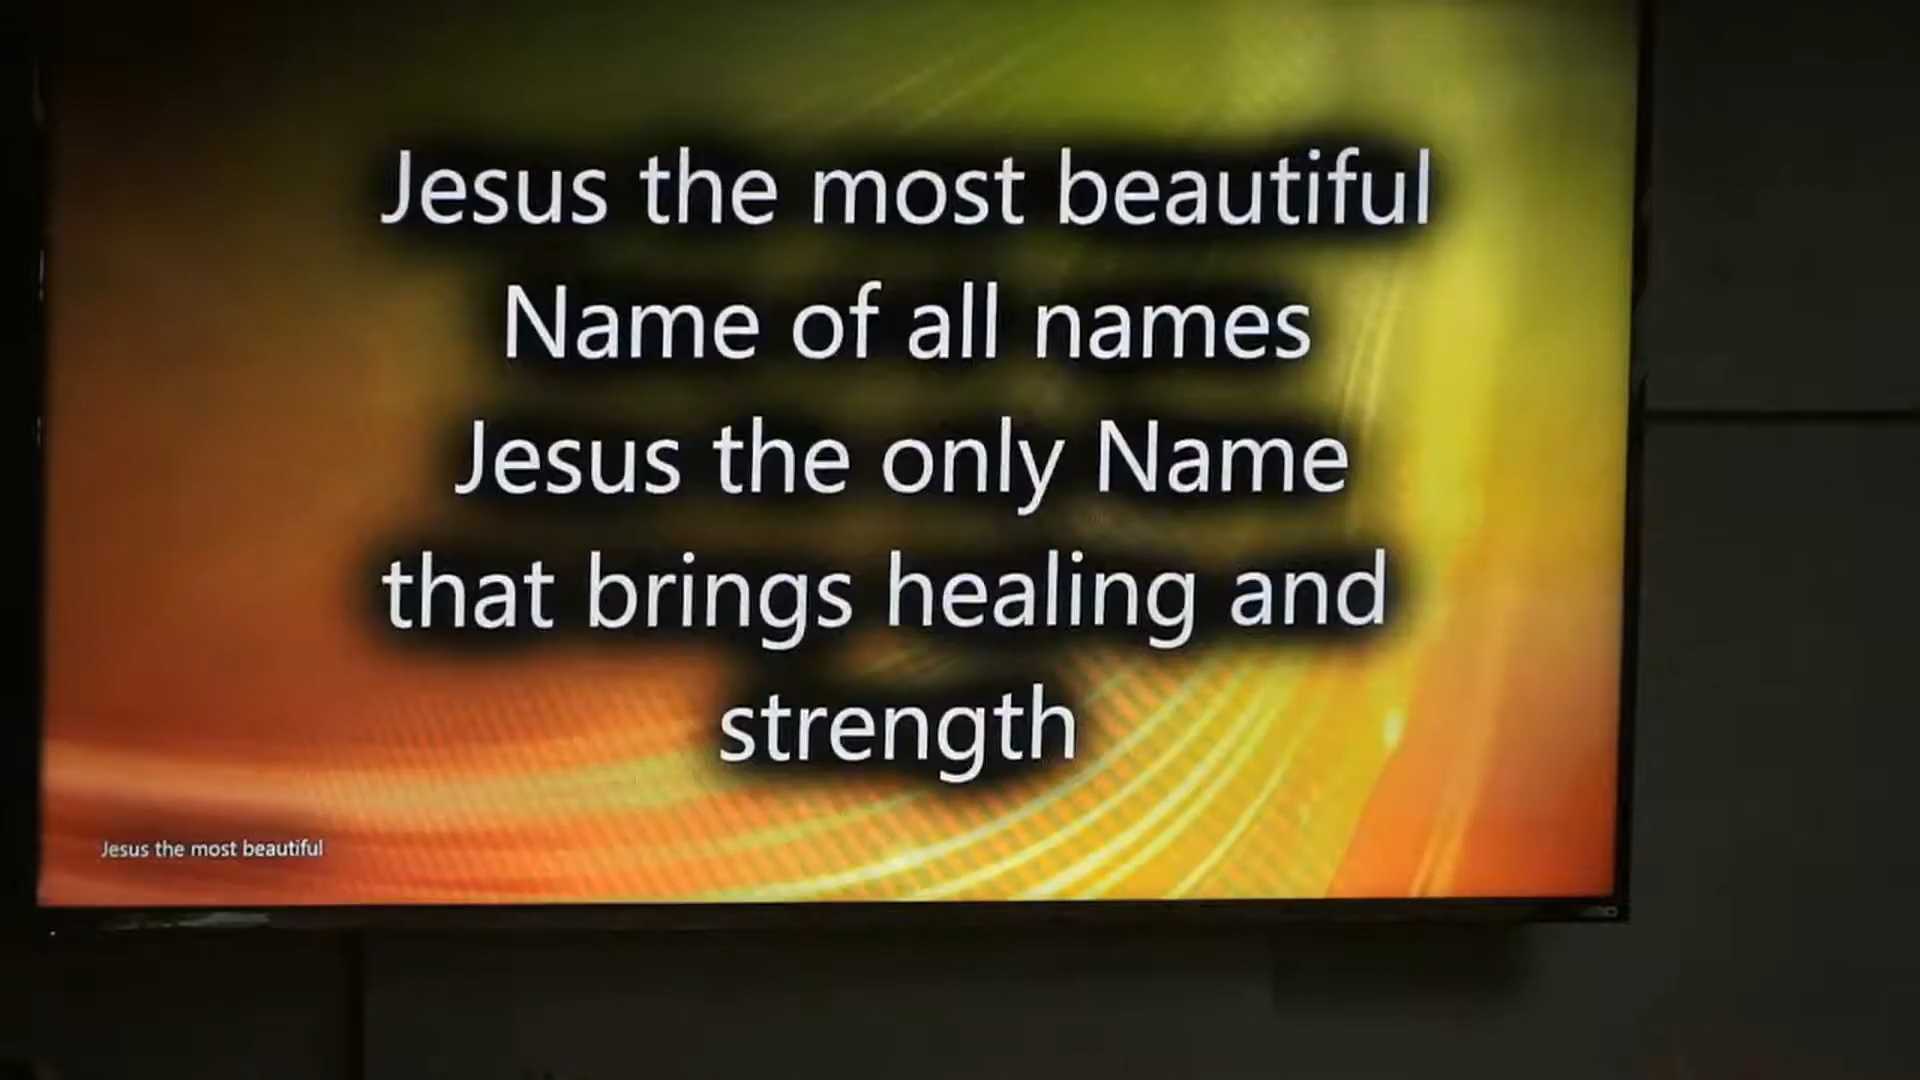 Jesus the most beautiful
Name of all names
Jesus the only Name
that brings healing and
strength
Jesus the most beautiful